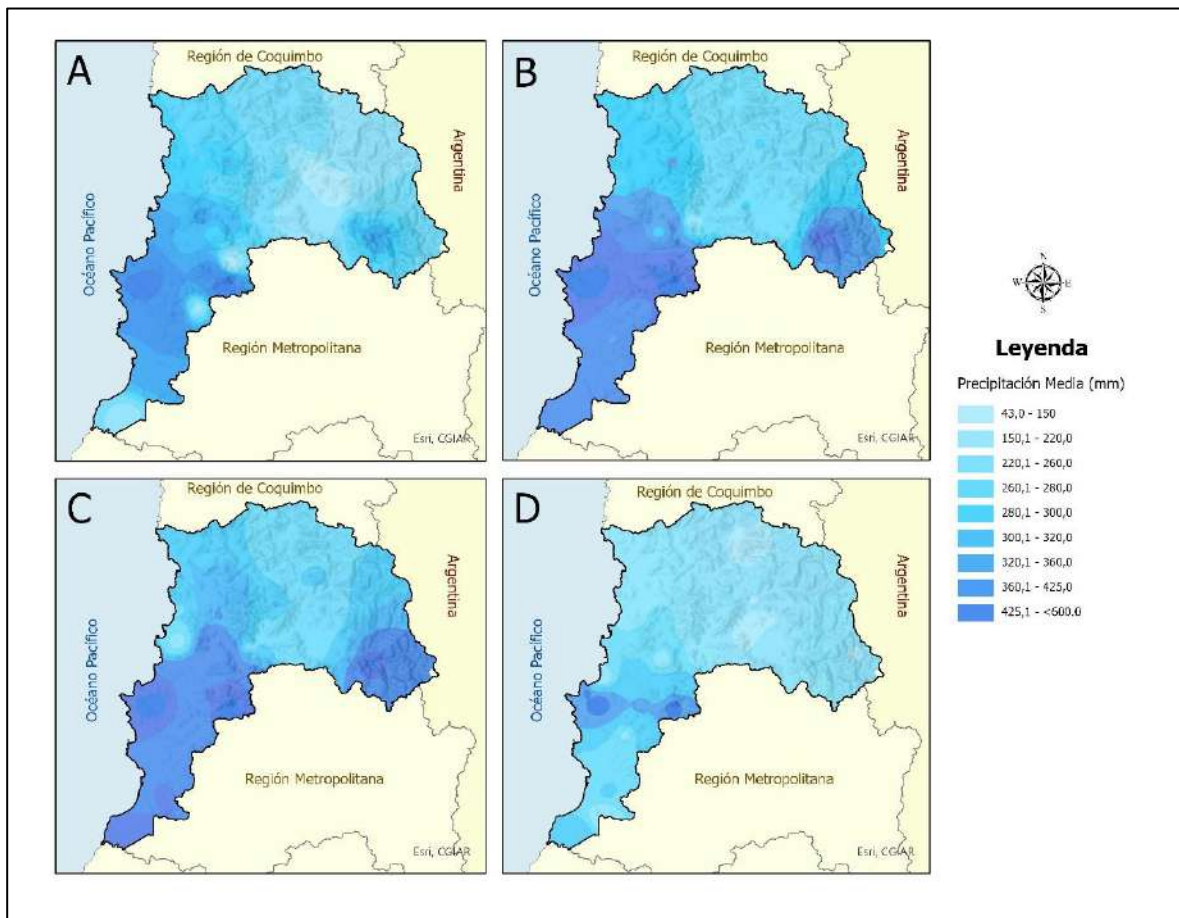 A
Región de Coquimbo
Argentina
Océano Pacífico
Región Metropolitana
Esri, CGIAR
B
Región de Coquimbo
Argentina
Océano Pacífico
Región Metropolitana
Esri, CGIAR
N
W
E
S
Leyenda
Precipitación Media (mm)
43,0 - 150
150,1 - 220,0
220,1 - 260,0
260,1 - 280,0
280,1 - 300,0
300,1 - 320,0
320,1 - 360,0
360,1 - 425,0
425,1 - <600.0
C
Región de Coquimbo
Argentina
Océano Pacífico
Región Metropolitana
Esri, CGIAR
D
Región de Coquimbo
Argentina
Océano Pacífico
Región Metropolitana
Esri, CGIAR